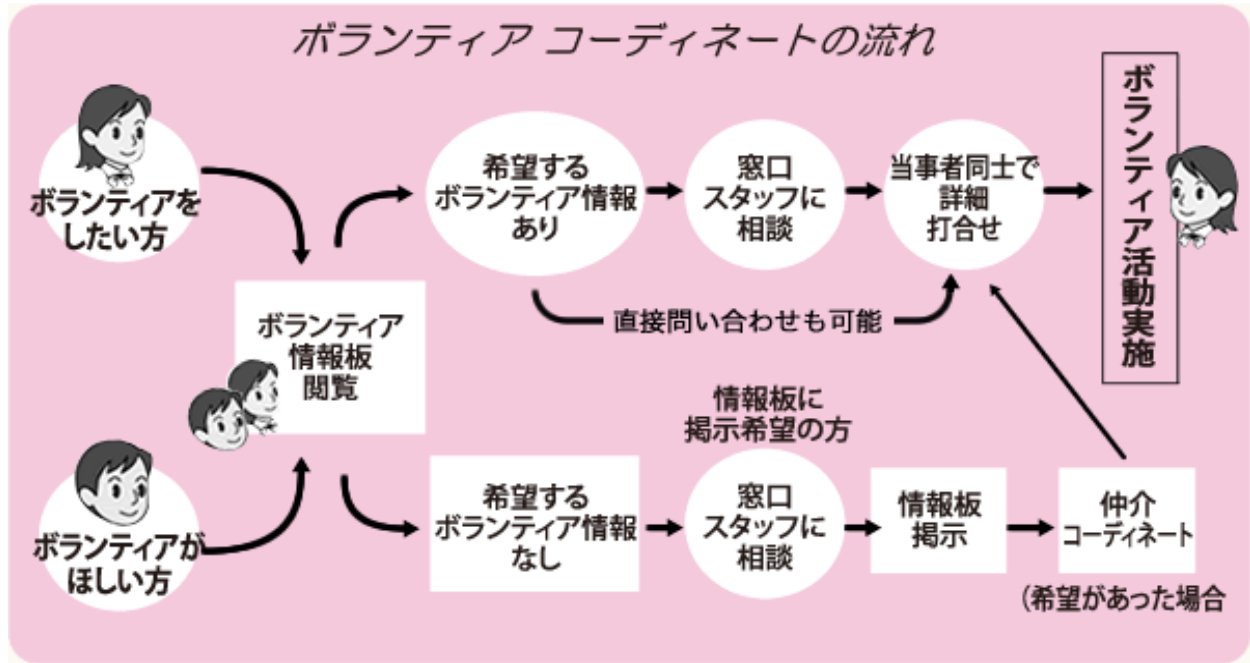 ボランティア コーディネートの流れ
ボランティアを
したい方
ボランティアが
ほしい方
ボランティア
情報板
閲覧
希望する
ボランティア情報
あり
窓口
スタッフに
相談
当事者同士で
詳細
打合せ
ボランティア活動実施
直接問い合わせも可能
希望する
ボランティア情報
なし
情報板に
掲示希望の方
窓口
スタッフに
相談
情報板
掲示
仲介
コーディネート
(希望があった場合